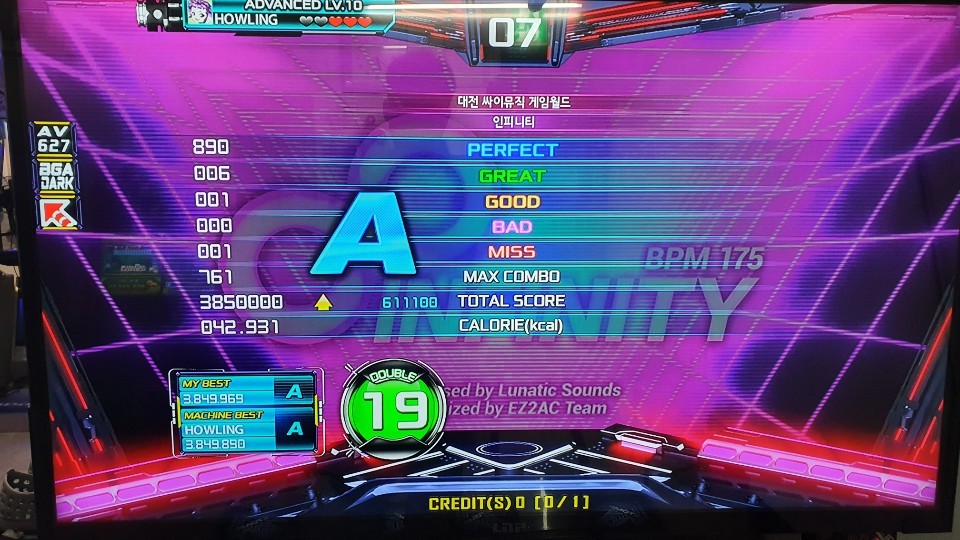 ADVANCED LV.10
HOWLING
07
대전 싸이뮤직 게임월드
인피니티
AV
627
BGA
DARK
890 PERFECT
006 GREAT
001 GOOD
000 BAD
001 MISS
761 MAX COMBO
3850000 611100 TOTAL SCORE
042.931 CALORIE(kcal)
A
BPM 175
INFINITY
MY BEST
3.849.969
A
MACHINE BEST
HOWLING
3.849.890
A
DOUBLE
19
sed by Lunatic Sounds
ized by EZ2AC Team
CREDIT(S) 0 [0/1]